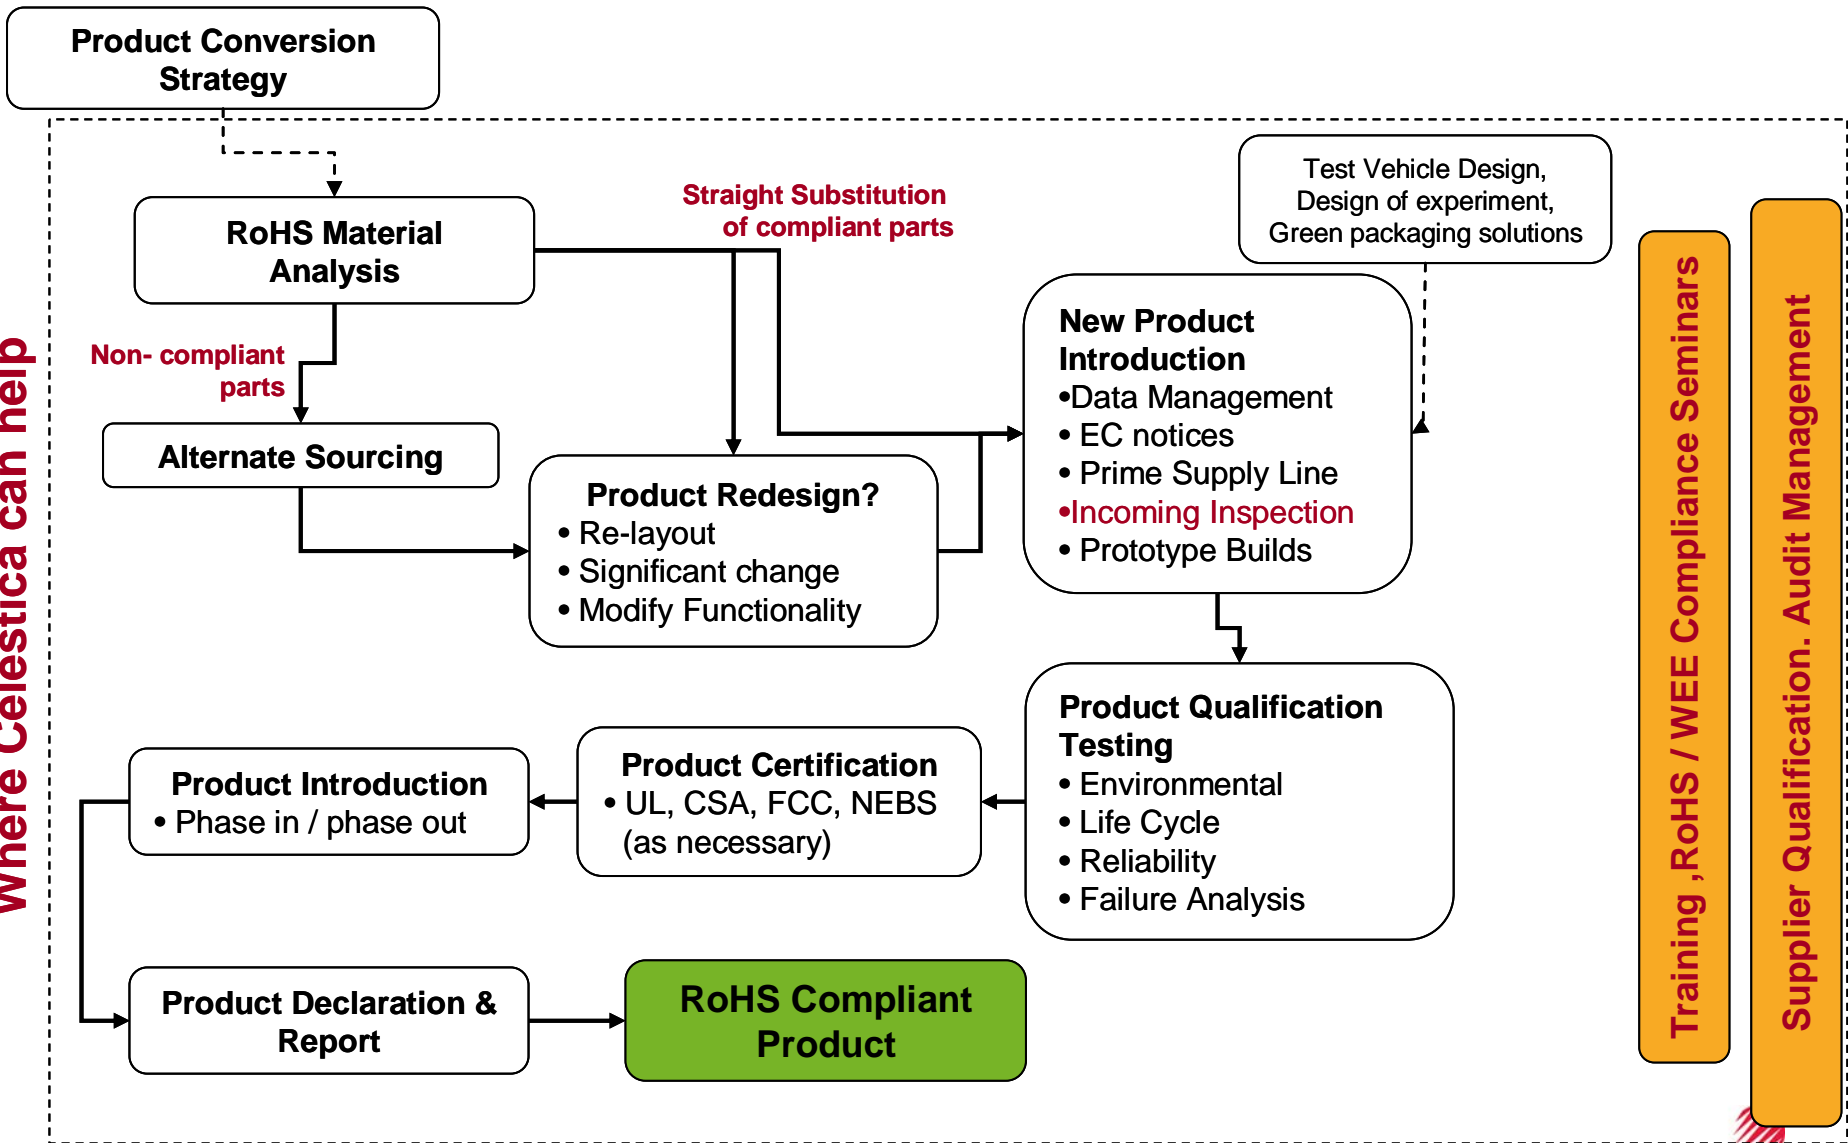 Product Conversion
Strategy
Where Celestica can help
RoHS Material
Analysis
Straight Substitution
of compliant parts
Test Vehicle Design,
Design of experiment,
Green packaging solutions
Non- compliant
parts
Alternate Sourcing
Product Redesign?
• Re-layout
• Significant change
• Modify Functionality
New Product
Introduction
•Data Management
• EC notices
• Prime Supply Line
•Incoming Inspection
• Prototype Builds
Product Qualification
Testing
• Environmental
• Life Cycle
• Reliability
• Failure Analysis
Product Certification
• UL, CSA, FCC, NEBS
(as necessary)
Product Introduction
• Phase in / phase out
Product Declaration &
Report
RoHS Compliant
Product
Training ,RoHS / WEE Compliance Seminars
Supplier Qualification. Audit Management